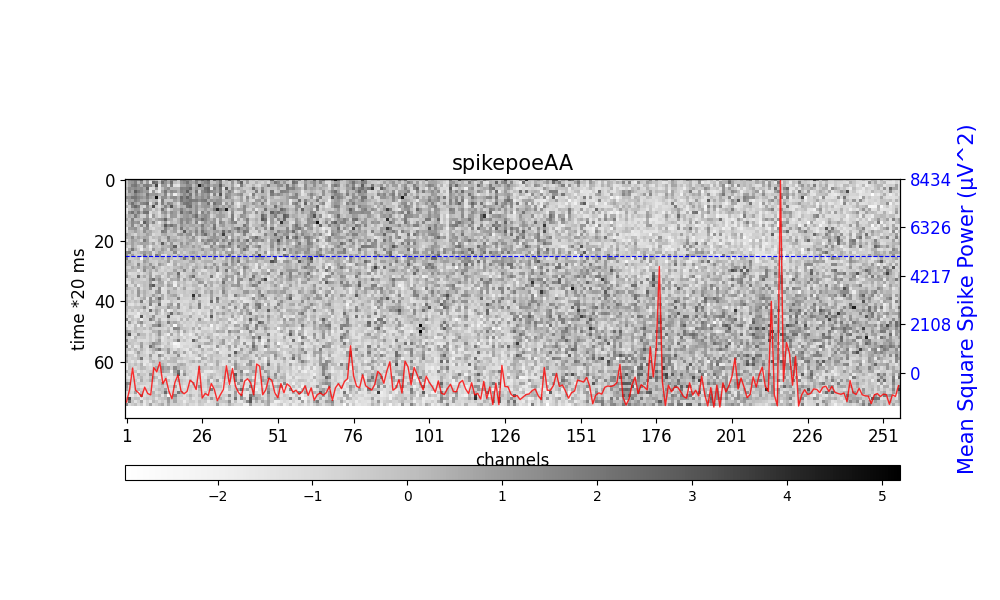 spikepoeAA
0
20
40
60
time *20 ms
8434
6326
4217
2108
0
Mean Square Spike Power (μV^2)
1 26 51 76 101 126 151 176 201 226 251
channels
−2 −1 0 1 2 3 4 5